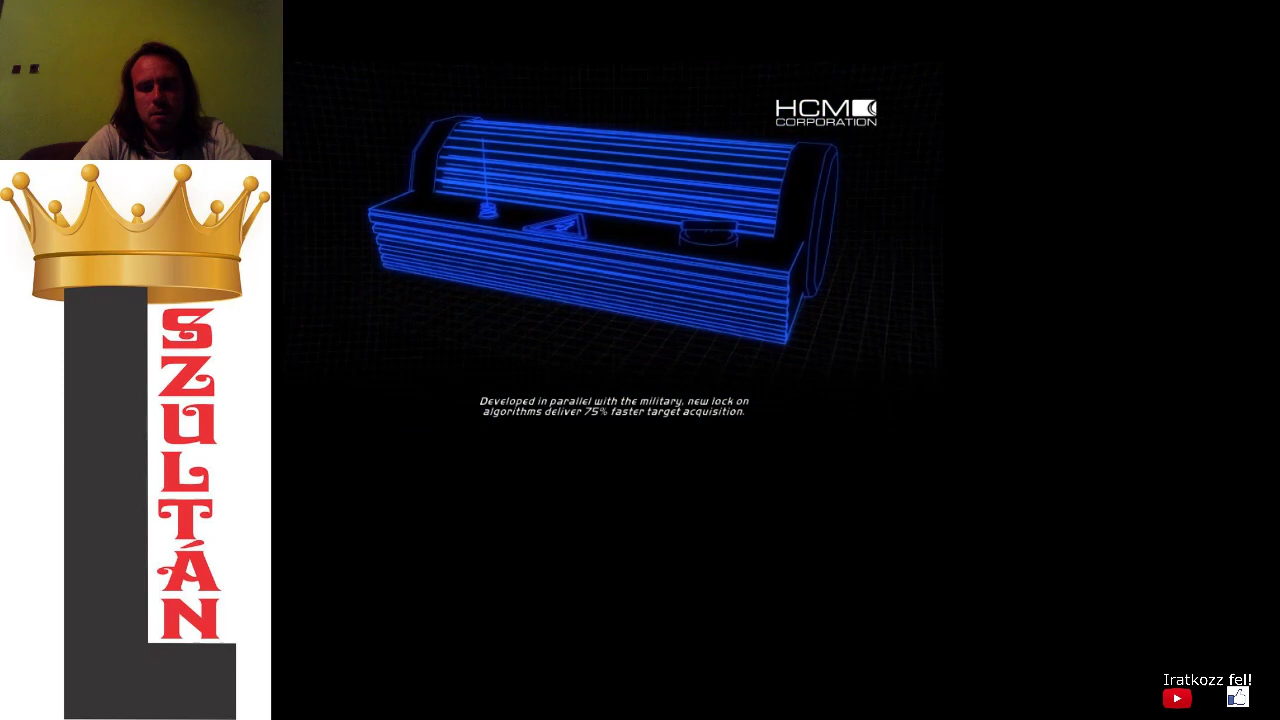 HCM
CORPORATION
Developed in parallel with the military, new lock on
algorithms deliver 75% faster target acquisition.
L
SZULTÁN
Iratkozz fel!